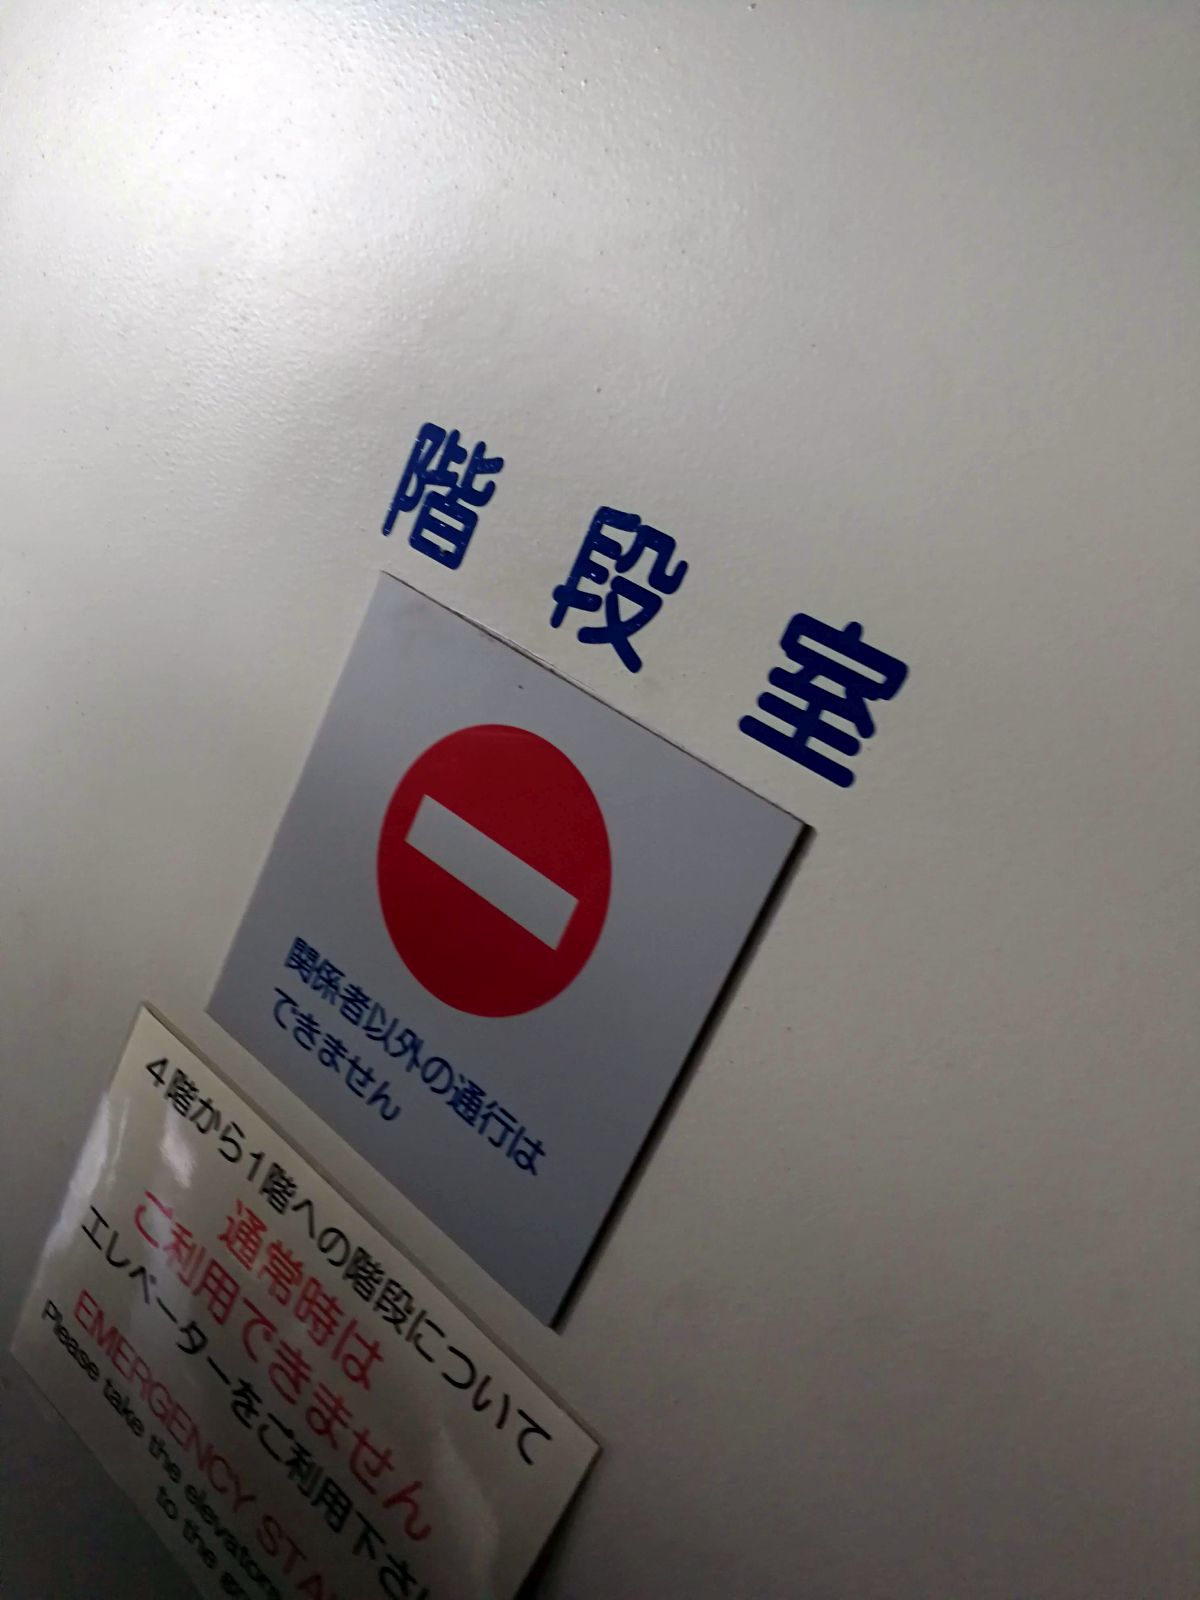 階段室
関係者以外の通行は
できません
4階から1階への階段について
通常時は
ご利用できません
エレベーターをご利用下さい
EMERGENCY
Please take the elevator
to the